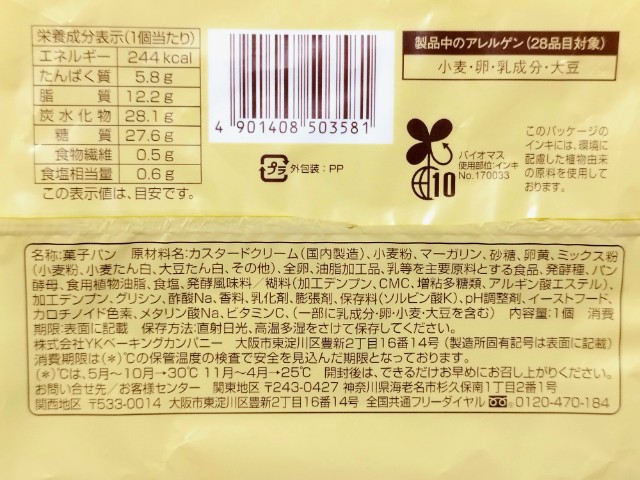 栄養成分表示(1個当たり)
エネルギー 244kcal
たんぱく質 5.8g
脂質 12.2g
炭水化物 28.1g
糖質 27.6g
食物繊維 0.5g
食塩相当量 0.6g
この表示値は、目安です。
4 901408 503581
プラ 外包装:PP
製品中のアレルゲン(28品目対象)
小麦・卵・乳成分・大豆
10
バイオマス
使用部位:インキ
No.170033
このパッケージの
インキには、環境に
配慮した植物由来
の原料を使用して
おります。
名称:菓子パン 原材料名:カスタードクリーム(国内製造)、小麦粉、マーガリン、砂糖、卵黄、ミックス粉
(小麦粉、小麦たん白、大豆たん白、その他)、全卵、油脂加工品、乳等を主要原料とする食品、発酵種、パン
酵母、食用植物油脂、食塩、発酵風味料/糊料(加工デンプン、CMC、増粘多糖類、アルギン酸エステル)、
加工デンプン、グリシン、酢酸Na、香料、乳化剤、膨張剤、保存料(ソルビン酸K)、pH調整剤、イーストフード、
カロチノイド色素、メタリン酸Na、ビタミンC、(一部に乳成分・卵・小麦・大豆を含む) 内容量:1個 消費
期限:表面に記載 保存方法:直射日光、高温多湿をさけて保存してください。
株式会社YKベーキングカンパニー 大阪市東淀川区豊新2丁目16番14号(製造所固有記号は表面に記載)
消費期限は(*)℃の保管温度の検査で安全を見込んだ期限となっております。
(*)℃は、5月〜10月→30℃ 11月〜4月→25℃ 開封後は、できるだけお早めにお召し上がりください。
お問い合せ先/お客様センター 関東地区 〒243-0427 神奈川県海老名市杉久保南1丁目2番1号
関西地区 〒533-0014 大阪市東淀川区豊新2丁目16番14号 全国共通フリーダイヤル 0120-470-184